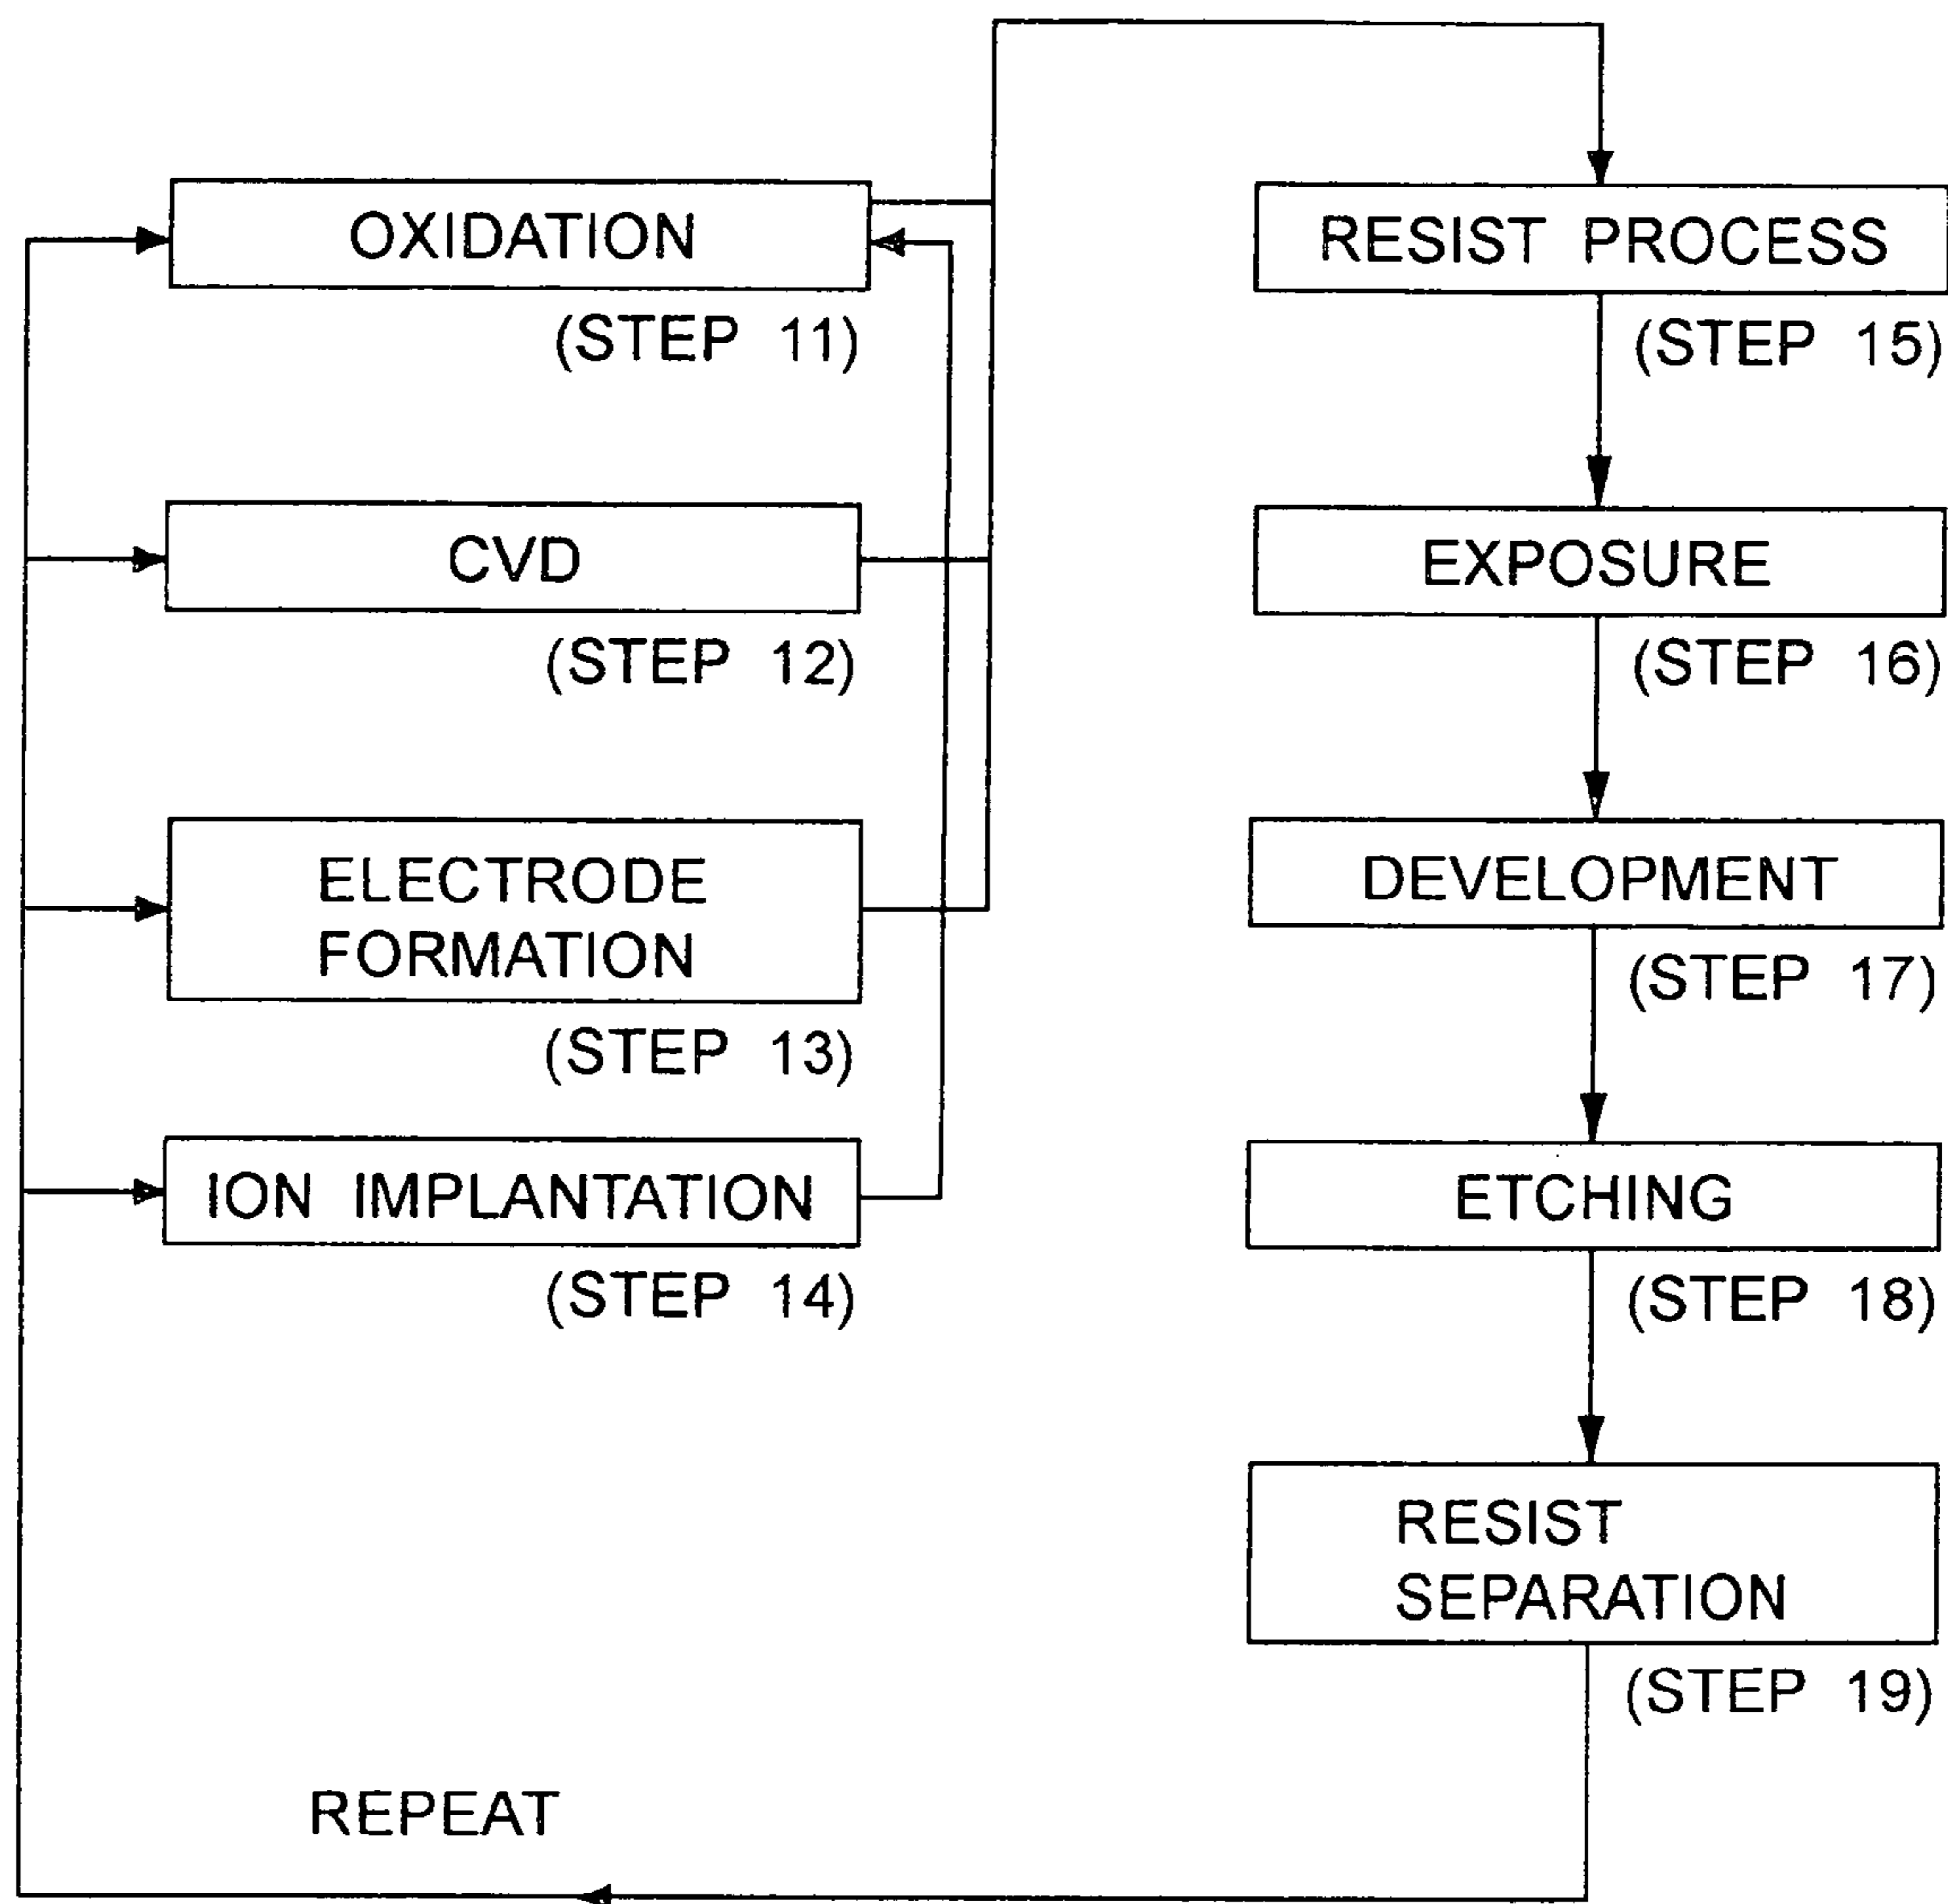 OXIDATION
(STEP 11)
CVD
(STEP 12)
ELECTRODE
FORMATION
(STEP 13)
ION IMPLANTATION
(STEP 14)
RESIST PROCESS
(STEP 15)
EXPOSURE
(STEP 16)
DEVELOPMENT
(STEP 17)
ETCHING
(STEP 18)
RESIST
SEPARATION
(STEP 19)
REPEAT